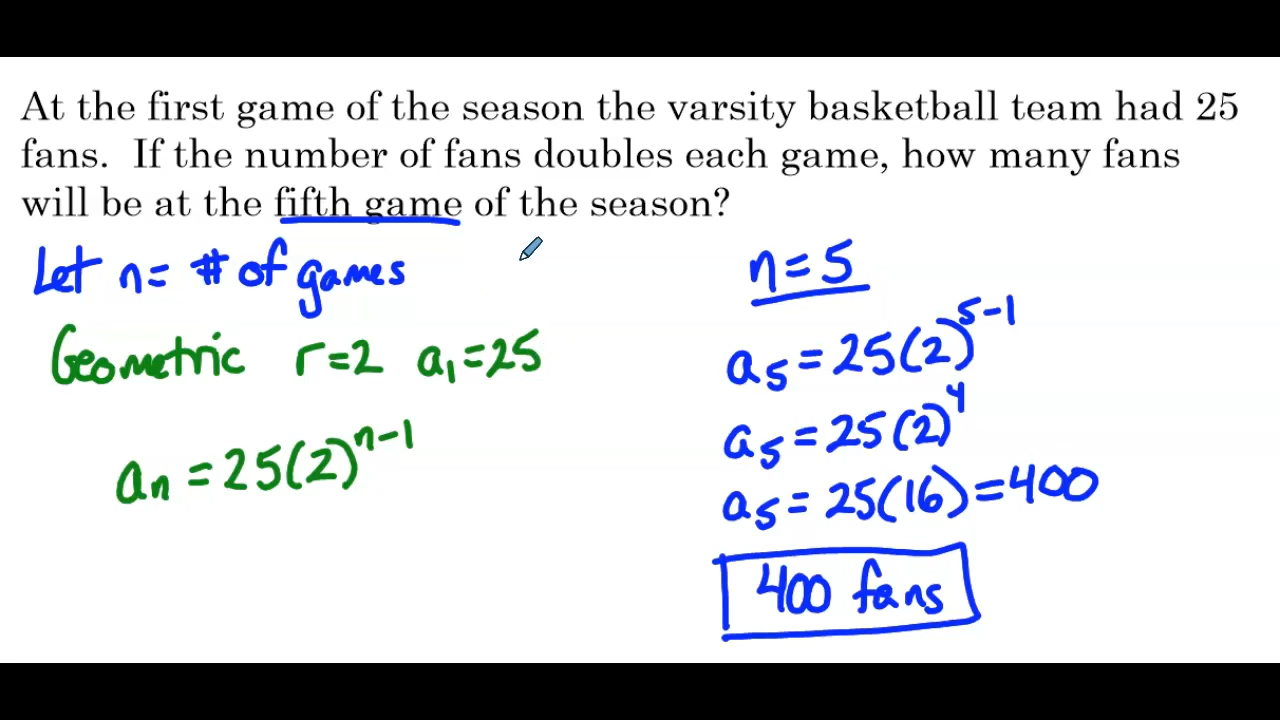 At the first game of the season the varsity basketball team had 25
fans. If the number of fans doubles each game, how many fans
will be at the fifth game of the season?
Let n = # of games
Geometric r=2 a₁=25
aₙ = 25(2)ⁿ⁻¹
n=5
a₅ = 25(2)⁵⁻¹
a₅ = 25(2)⁴
a₅ = 25(16)=400
400 fans